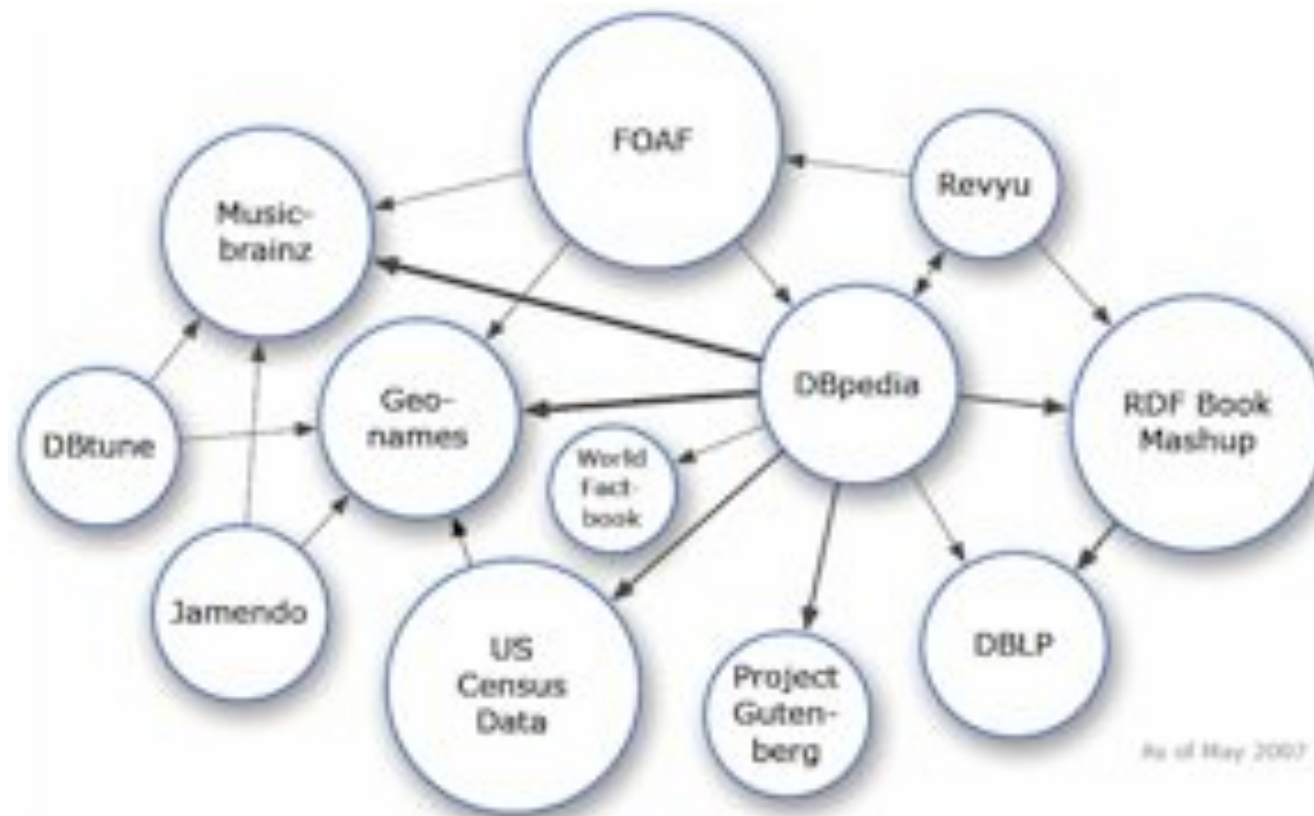 FOAF
Revyu
Music-
brainz
DBpedia
Geo-
names
RDF Book
Mashup
DBtune
World
Fact-
book
Jamendo
US
Census
Data
DBLP
Project
Guten-
berg
As of May 2007